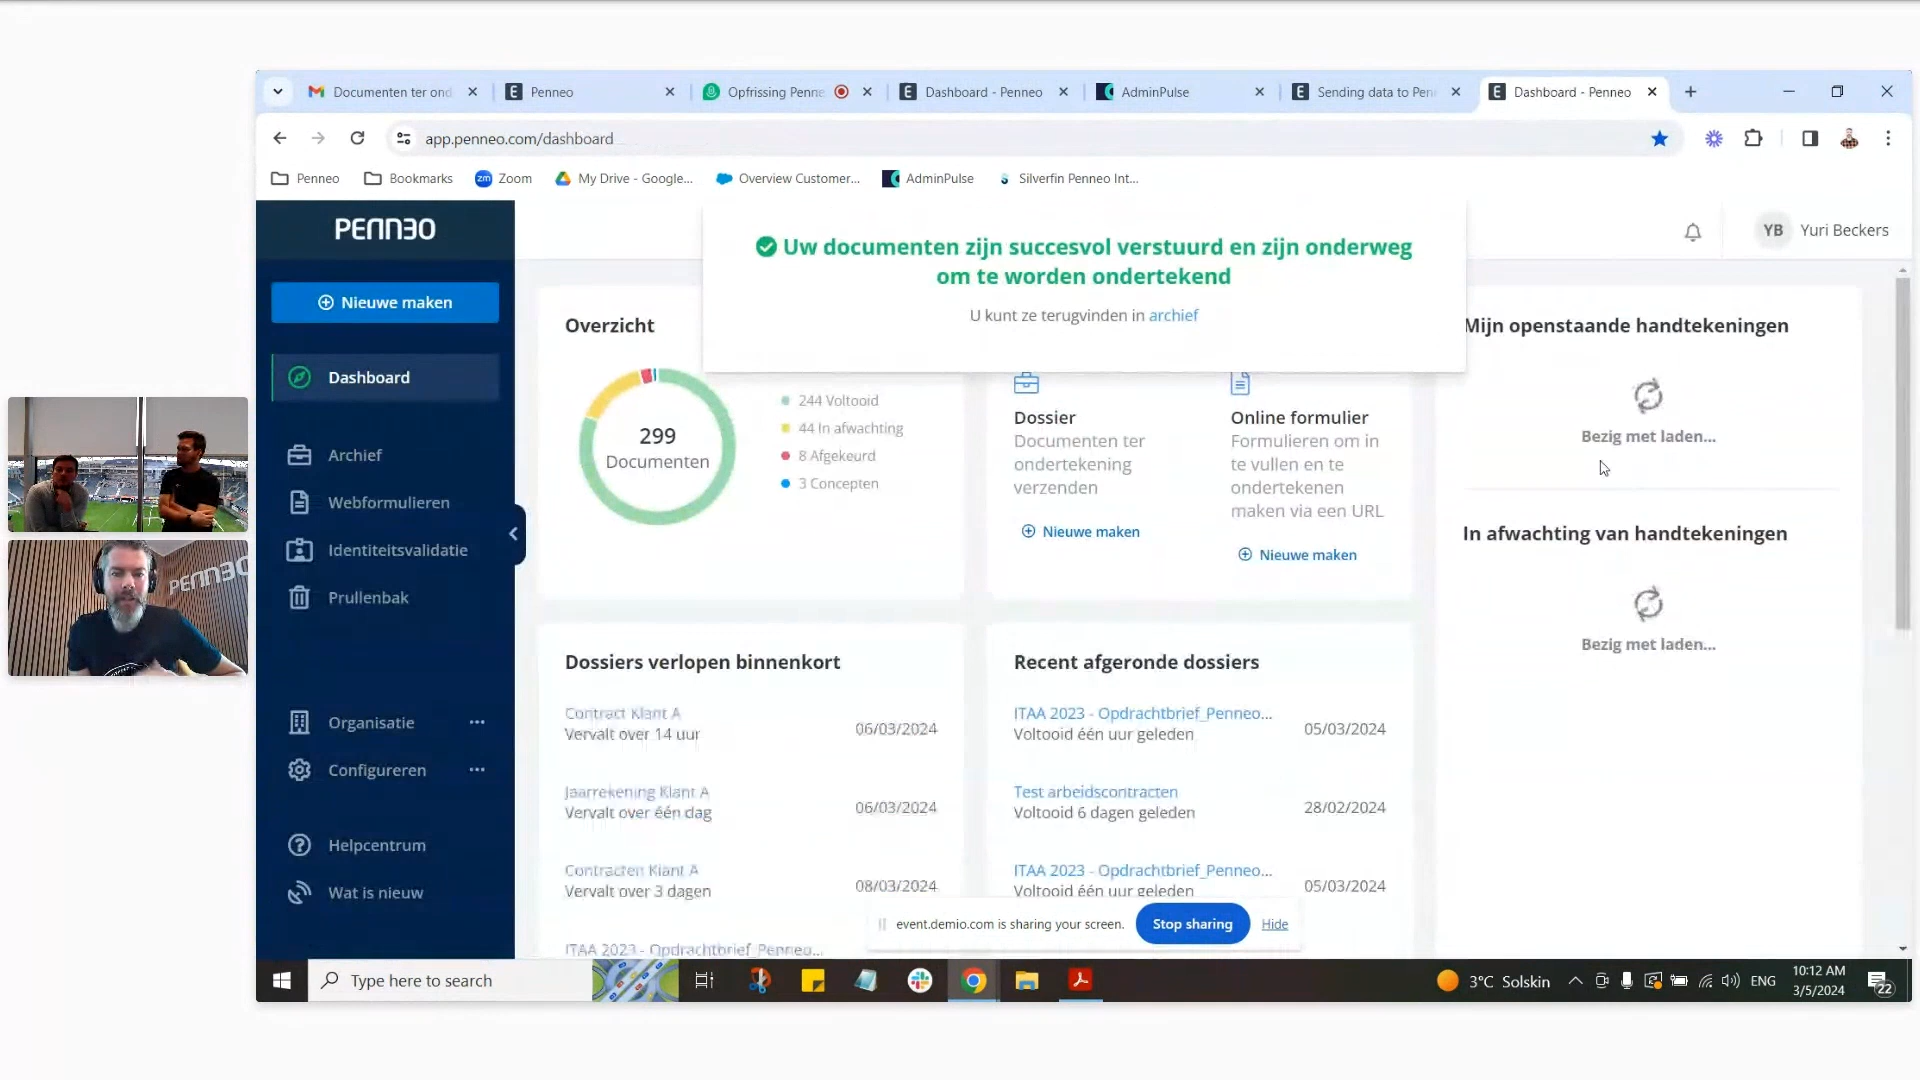 Documenten ter ond
Penneo
Opfrissing Penne
Dashboard - Penneo
AdminPulse
Sending data to Pen
Dashboard - Penneo
app.penneo.com/dashboard
Penneo
Bookmarks
Zoom
My Drive - Google...
Overview Customer...
AdminPulse
Silverfin Penneo Int...
PENNEO
Uw documenten zijn succesvol verstuurd en zijn onderweg
om te worden ondertekend
U kunt ze terugvinden in archief
YB Yuri Beckers
Nieuwe maken
Dashboard
Archief
Webformulieren
Identiteitsvalidatie
Prullenbak
Organisatie
Configureren
Helpcentrum
Wat is nieuw
Overzicht
299
Documenten
244 Voltooid
44 In afwachting
8 Afgekeurd
3 Concepten
Dossier
Documenten ter
ondertekening
verzenden
Nieuwe maken
Online formulier
Formulieren om in
te vullen en te
ondertekenen
maken via een URL
Nieuwe maken
Mijn openstaande handtekeningen
Bezig met laden...
In afwachting van handtekeningen
Bezig met laden...
Dossiers verlopen binnenkort
Contract Klant A
Vervalt over 14 uur
06/03/2024
Jaarrekening Klant A
Vervalt over één dag
06/03/2024
Contracten Klant A
Vervalt over 3 dagen
08/03/2024
ITAA 2023 - Opdrachtbrief_Penneo...
Recent afgeronde dossiers
ITAA 2023 - Opdrachtbrief_Penneo...
Voltooid één uur geleden
05/03/2024
Test arbeidscontracten
Voltooid 6 dagen geleden
28/02/2024
ITAA 2023 - Opdrachtbrief_Penneo...
Voltooid één uur geleden
05/03/2024
event.demio.com is sharing your screen.
Stop sharing
Hide
PENNEO
Type here to search
3°C Solskin
ENG
10:12 AM
3/5/2024
22